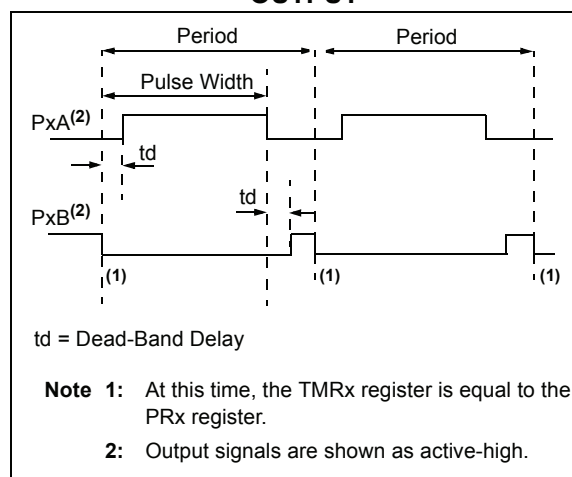 Period Period
Pulse Width
PxA(2)
td
td
PxB(2)
(1) (1) (1)
td = Dead-Band Delay
Note 1: At this time, the TMRx register is equal to the
PRx register.
2: Output signals are shown as active-high.